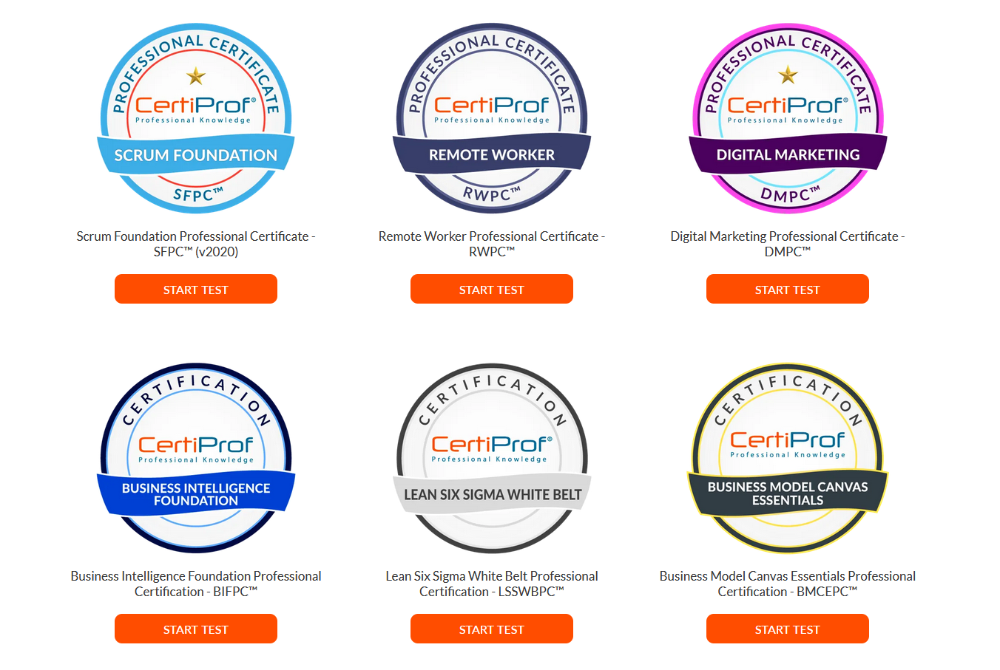 PROFESSIONAL CERTIFICATE
CertiProf®
Professional Knowledge
SCRUM FOUNDATION
SFPC™
Scrum Foundation Professional Certificate -
SFPC™ (v2020)
START TEST
PROFESSIONAL CERTIFICATE
CertiProf
Professional Knowledge
REMOTE WORKER
RWPC™
Remote Worker Professional Certificate -
RWPC™
START TEST
PROFESSIONAL CERTIFICATE
CertiProf®
Professional Knowledge
DIGITAL MARKETING
DMPC™
Digital Marketing Professional Certificate -
DMPC™
START TEST
CERTIFICATION
CertiProf
Professional Knowledge
BUSINESS INTELLIGENCE
FOUNDATION
Business Intelligence Foundation Professional
Certification - BIFPC™
START TEST
CERTIFICATION
CertiProf®
Professional Knowledge
LEAN SIX SIGMA WHITE BELT
Lean Six Sigma White Belt Professional
Certification - LSSWBPC™
START TEST
CERTIFICATION
CertiProf
Professional Knowledge
BUSINESS MODEL CANVAS
ESSENTIALS
Business Model Canvas Essentials Professional
Certification - BMCEPC™
START TEST